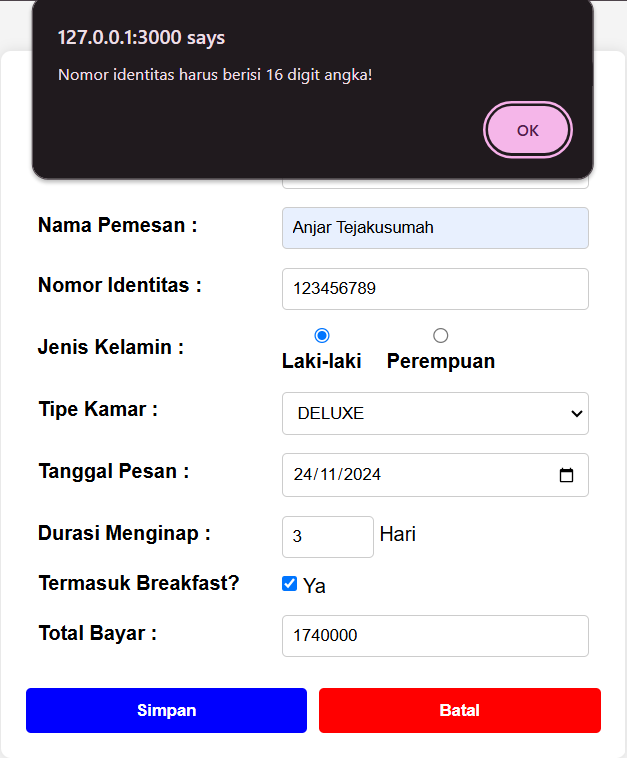 127.0.0.1:3000 says
Nomor identitas harus berisi 16 digit angka!
OK
Nama Pemesan : Anjar Tejakusumah
Nomor Identitas : 123456789
Jenis Kelamin :
Laki-laki Perempuan
Tipe Kamar : DELUXE
Tanggal Pesan : 24/11/2024
Durasi Menginap : 3 Hari
Termasuk Breakfast? Ya
Total Bayar : 1740000
Simpan Batal